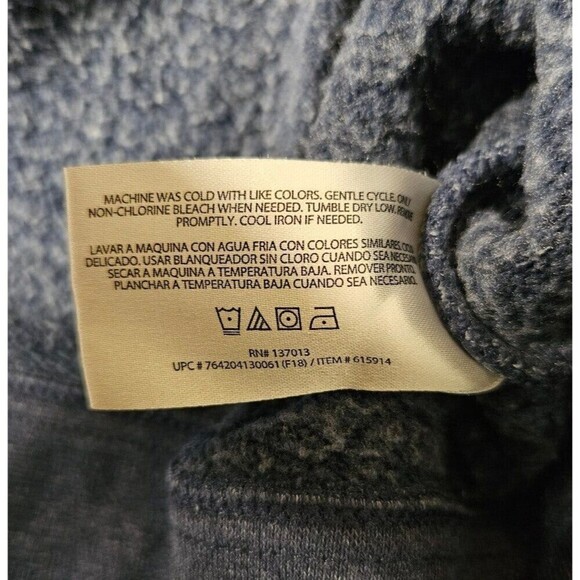 MACHINE WAS COLD WITH LIKE COLORS. GENTLE CYCLE. ONLY
NON-CHLORINE BLEACH WHEN NEEDED. TUMBLE DRY LOW.
PROMPTLY. COOL IRON IF NEEDED.
LAVAR A MAQUINA CON AGUA FRIA CON COLORES SIMILARES.
DELICADO. USAR BLANQUEADOR SIN CLORO CUANDO SEA NECESARIO.
SECAR A MAQUINA A TEMPERATURA BAJA. REMOVER PRONTO.
PLANCHAR A TEMPERATURA BAJA CUANDO SEA NECESARIO.
RN# 137013
UPC # 764204130061 (F18) / ITEM # 615914